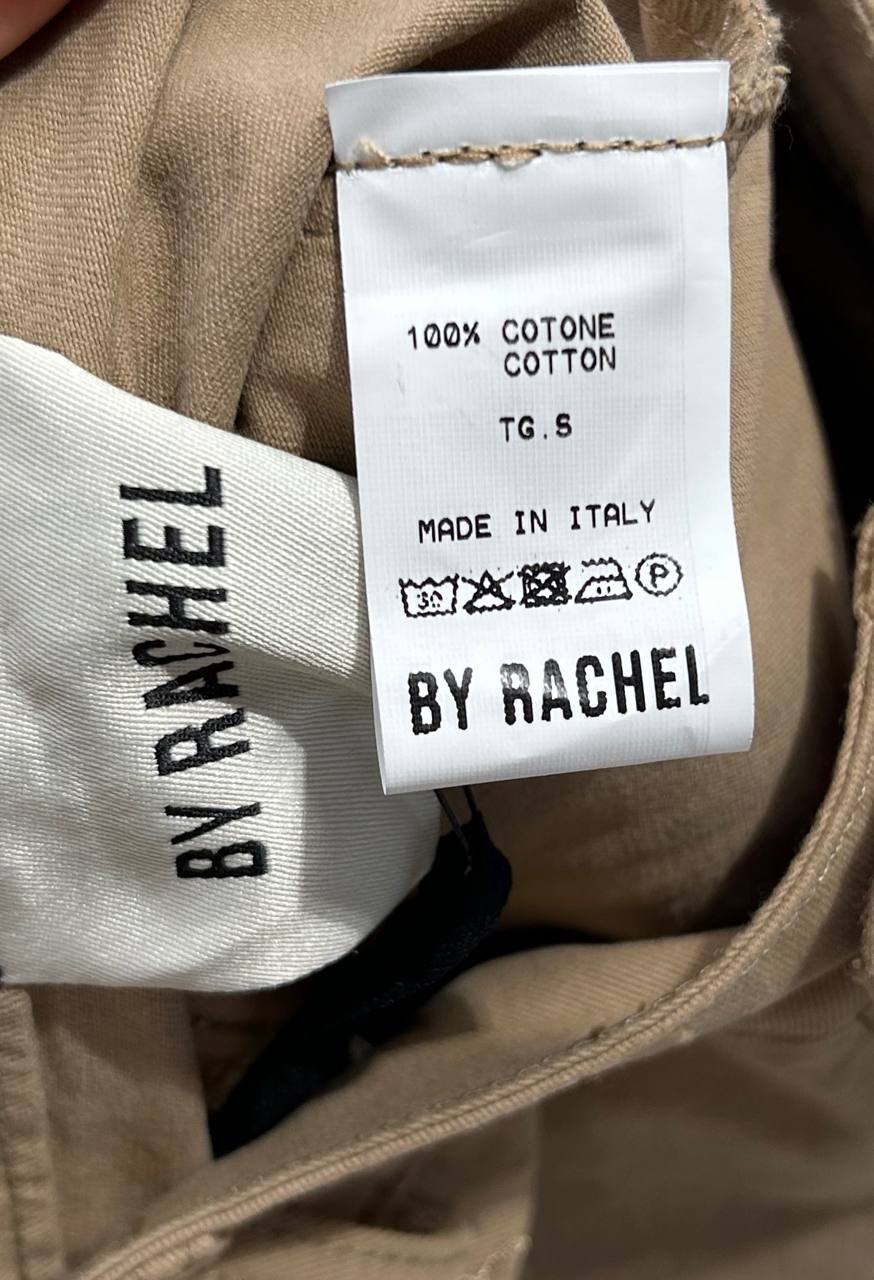 100% COTONE
COTTON
TG.S
MADE IN ITALY
30 P
BY RACHEL
BY RACHEL